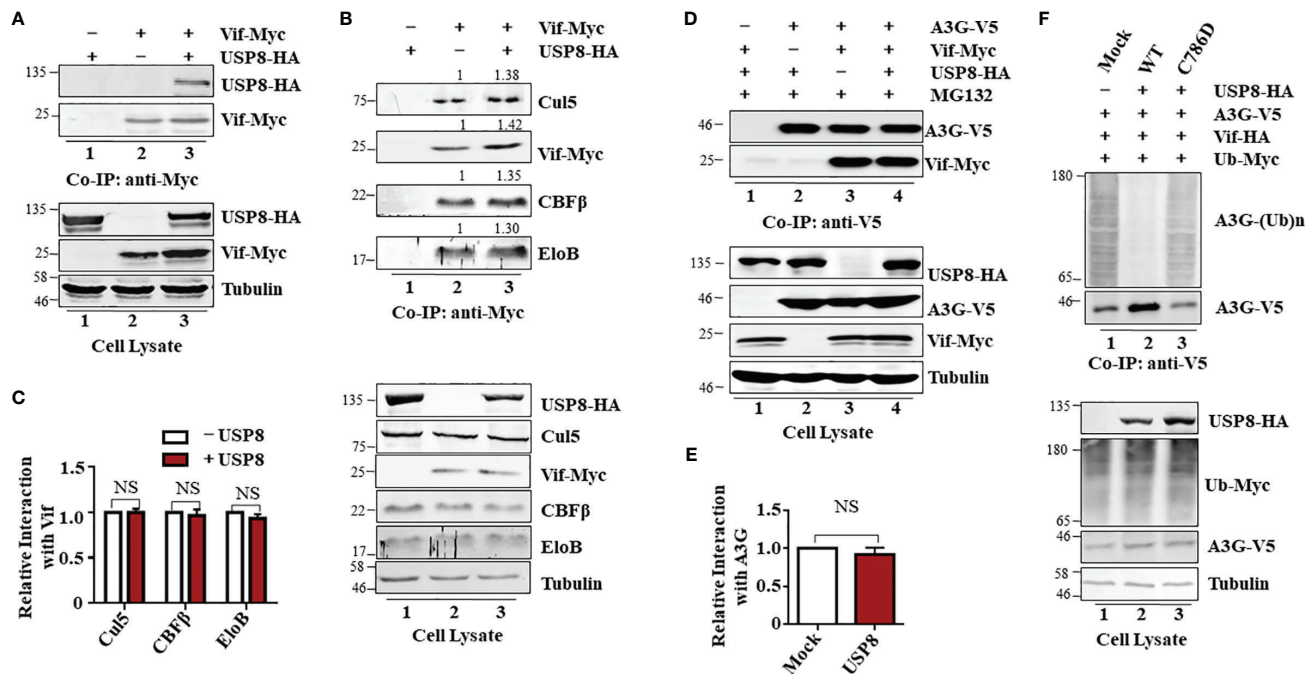 A
− + + Vif-Myc
+ − + USP8-HA
135 USP8-HA
25 Vif-Myc
1 2 3
Co-IP: anti-Myc
135 USP8-HA
25 Vif-Myc
58
46 Tubulin
1 2 3
Cell Lysate
B
− + + Vif-Myc
+ − + USP8-HA
1 1.38
75 Cul5
1 1.42
25 Vif-Myc
1 1.35
22 CBFβ
1 1.30
17 EloB
1 2 3
Co-IP: anti-Myc
135 USP8-HA
75 Cul5
25 Vif-Myc
22 CBFβ
17 EloB
58
46 Tubulin
1 2 3
Cell Lysate
C
− USP8
+ USP8
Relative Interaction
with Vif
1.5
1.0
0.5
0
NS NS NS
Cul5 CBFβ EloB
D
− + + + A3G-V5
+ − + + Vif-Myc
+ + − + USP8-HA
+ + + + MG132
46 A3G-V5
25 Vif-Myc
1 2 3 4
Co-IP: anti-V5
135 USP8-HA
46 A3G-V5
25 Vif-Myc
46 Tubulin
1 2 3 4
Cell Lysate
E
Relative Interaction
with A3G
1.5
1.0
0.5
0
NS
Mock USP8
F
Mock WT C786D
− + + USP8-HA
+ + + A3G-V5
+ + + Vif-HA
+ + + Ub-Myc
180
A3G-(Ub)n
65
46 A3G-V5
1 2 3
Co-IP: anti-V5
135 USP8-HA
180
Ub-Myc
65
46 A3G-V5
58
46 Tubulin
1 2 3
Cell Lysate